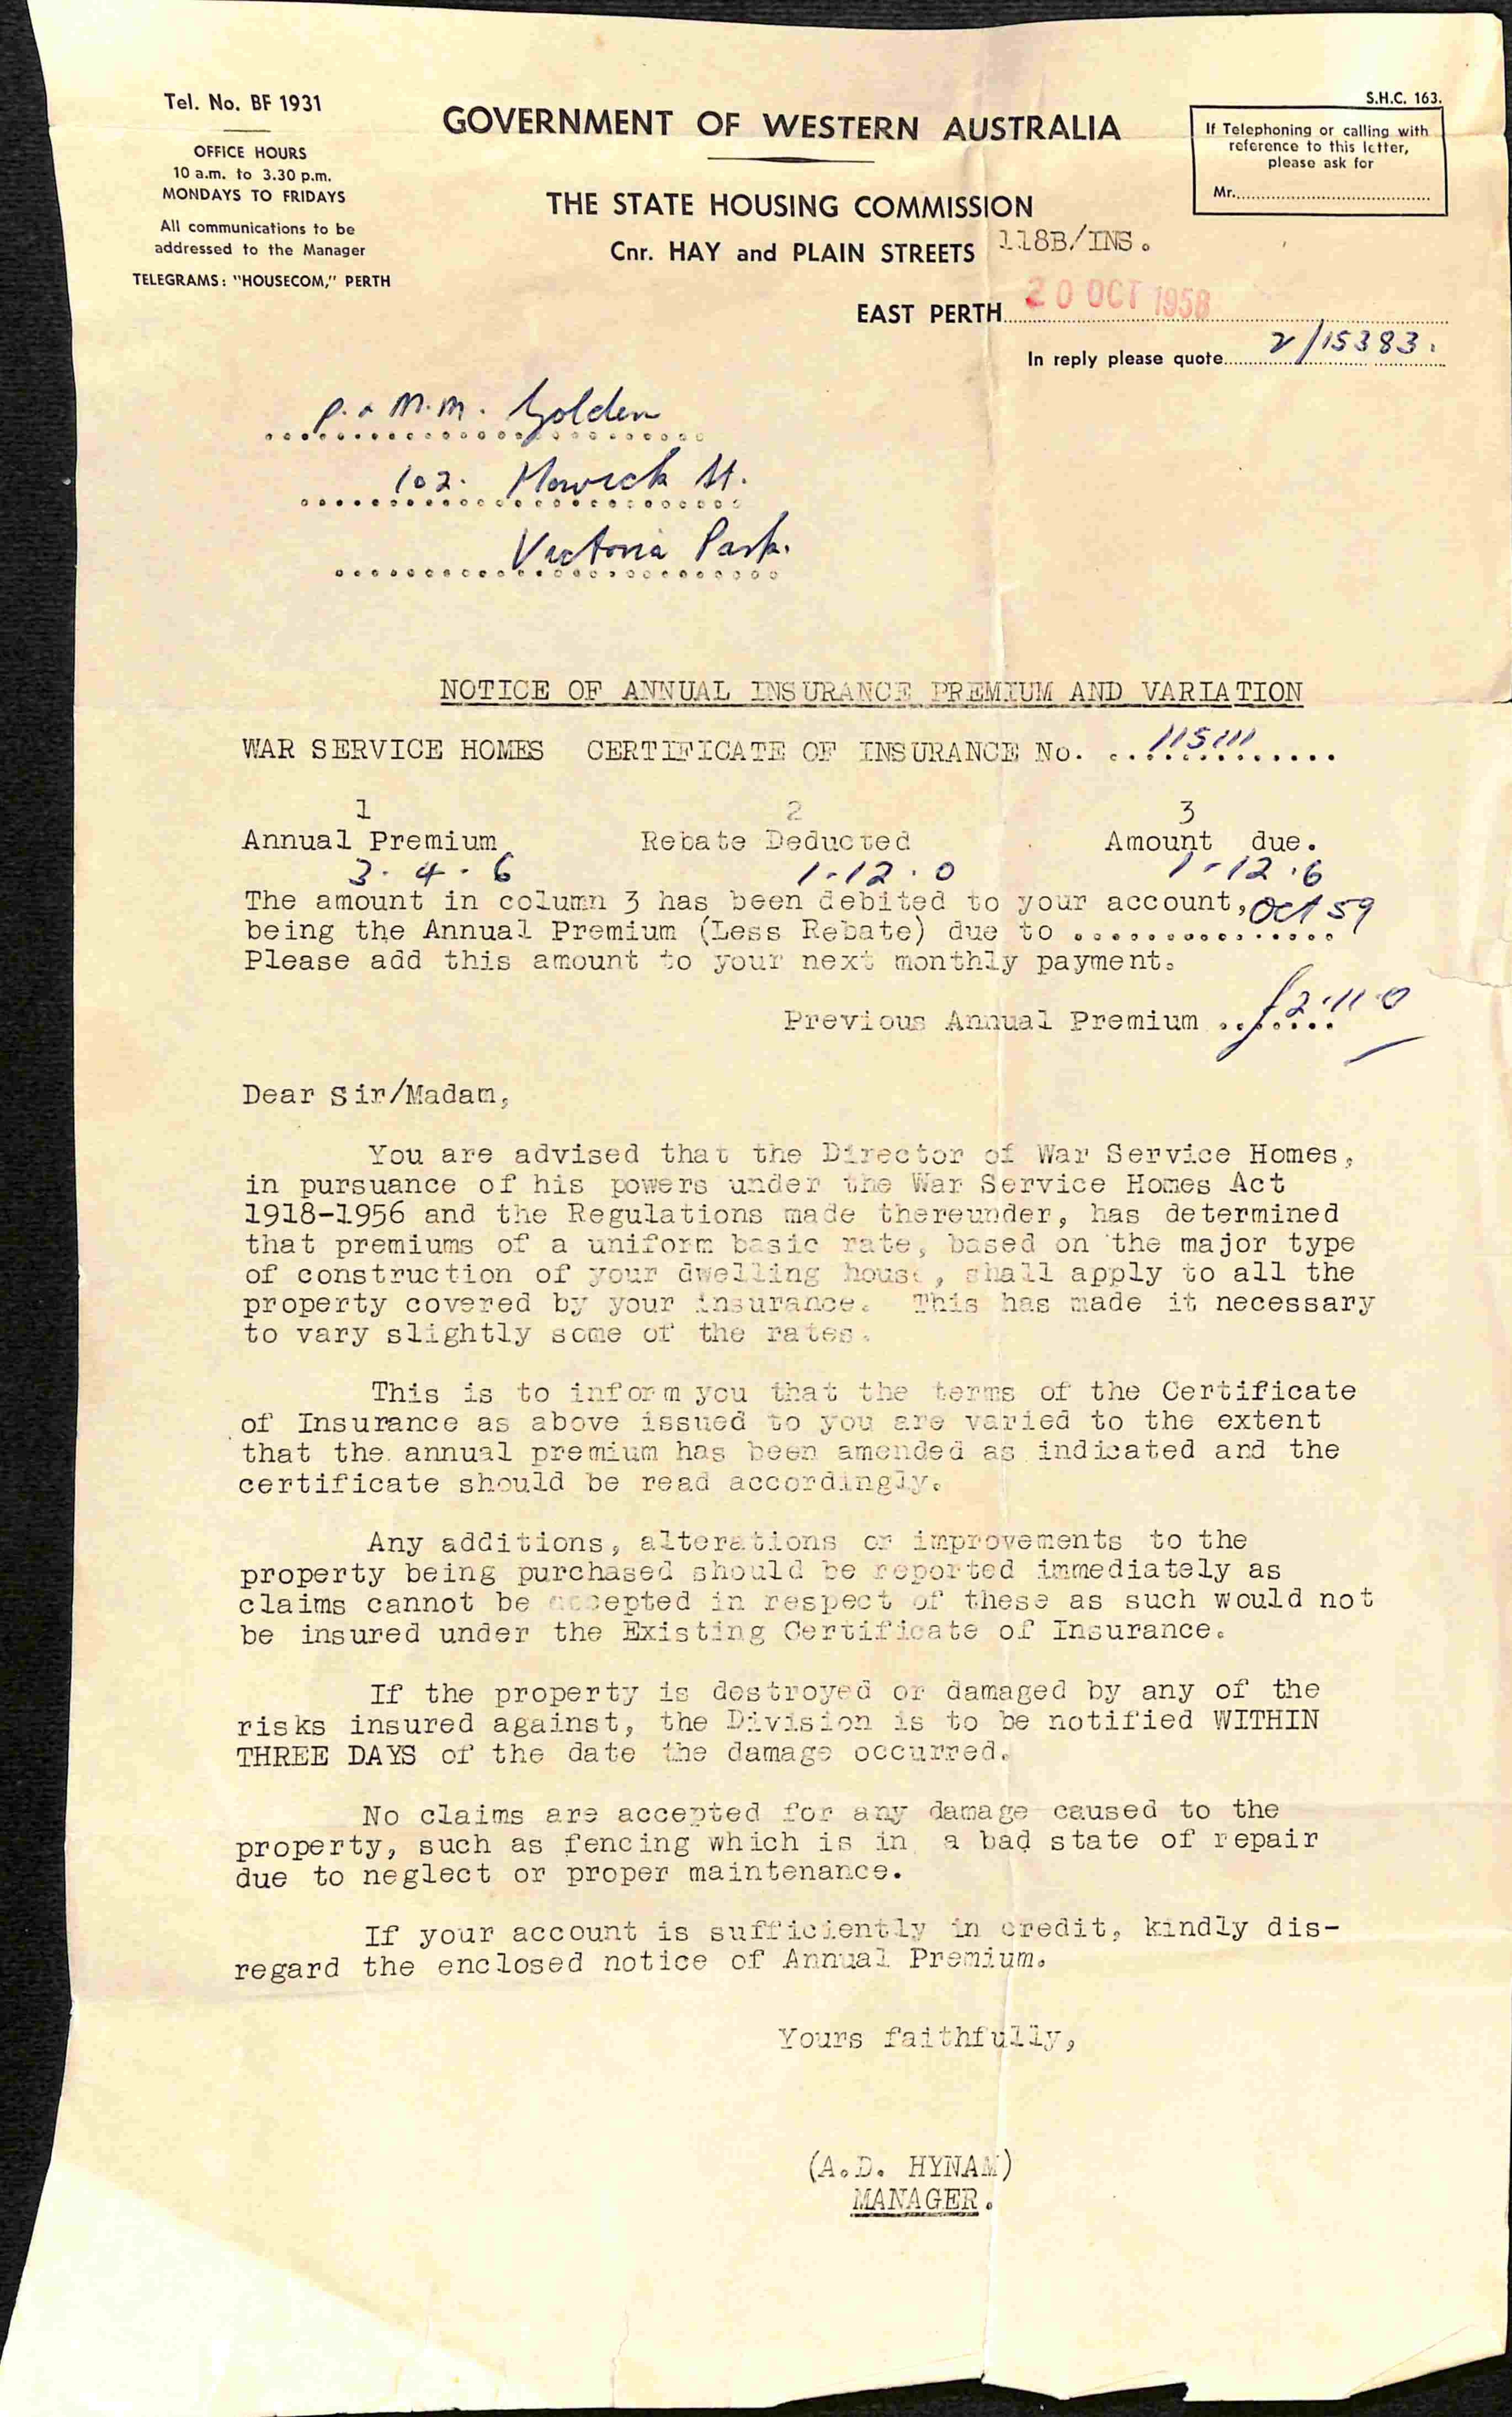 Tel. No. BF 1931
OFFICE HOURS
10 a.m. to 3.30 p.m.
MONDAYS TO FRIDAYS
All communications to be
addressed to the Manager
TELEGRAMS: "HOUSECOM," PERTH
GOVERNMENT OF WESTERN AUSTRALIA
THE STATE HOUSING COMMISSION
Cnr. HAY and PLAIN STREETS
118B/INS.
S.H.C. 163.
If Telephoning or calling with
reference to this letter,
please ask for
Mr.
EAST PERTH 20 OCT 1958
In reply please quote 2/15383.
P. & M.M. Golden
102. Howick St.
Victoria Park.
NOTICE OF ANNUAL INSURANCE PREMIUM AND VARIATION
WAR SERVICE HOMES CERTIFICATE OF INSURANCE No. 115111
1 2 3
Annual Premium Rebate Deducted Amount due.
3. 4. 6 1-12.0 1-12.6
The amount in column 3 has been debited to your account,
being the Annual Premium (Less Rebate) due to Oct 59
Please add this amount to your next monthly payment.
Previous Annual Premium £2.11.0
Dear Sir/Madam,
You are advised that the Director of War Service Homes,
in pursuance of his powers under the War Service Homes Act
1918-1956 and the Regulations made thereunder, has determined
that premiums of a uniform basic rate, based on the major type
of construction of your dwelling house, shall apply to all the
property covered by your insurance. This has made it necessary
to vary slightly some of the rates.
This is to inform you that the terms of the Certificate
of Insurance as above issued to you are varied to the extent
that the annual premium has been amended as indicated and the
certificate should be read accordingly.
Any additions, alterations or improvements to the
property being purchased should be reported immediately as
claims cannot be accepted in respect of these as such would not
be insured under the Existing Certificate of Insurance.
If the property is destroyed or damaged by any of the
risks insured against, the Division is to be notified WITHIN
THREE DAYS of the date the damage occurred.
No claims are accepted for any damage caused to the
property, such as fencing which is in a bad state of repair
due to neglect or proper maintenance.
If your account is sufficiently in credit, kindly dis-
regard the enclosed notice of Annual Premium.
Yours faithfully,
(A.D. HYNAM)
MANAGER.